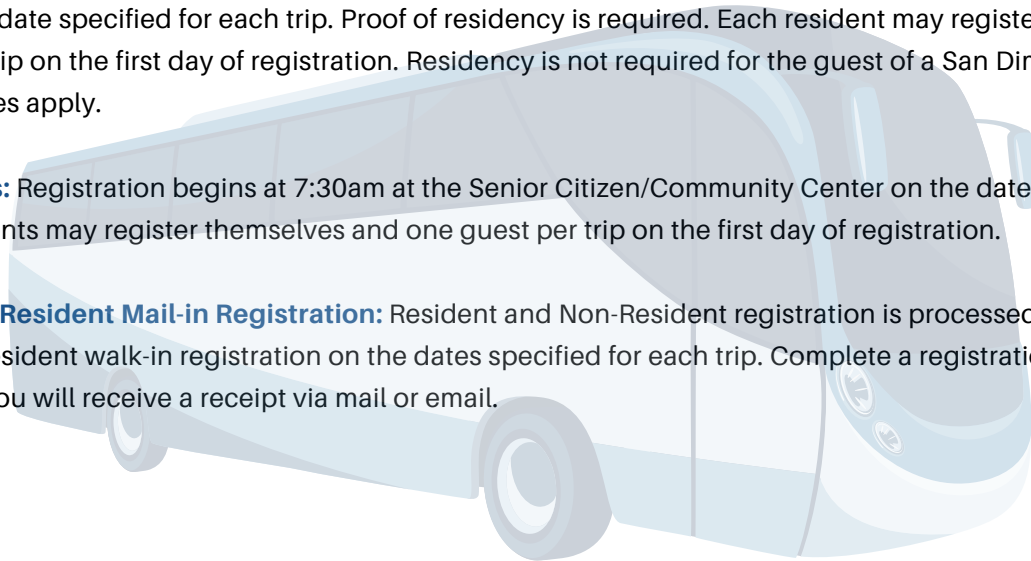 date specified for each trip. Proof of residency is required. Each resident may registe
ip on the first day of registration. Residency is not required for the guest of a San Di
es apply.
s: Registration begins at 7:30am at the Senior Citizen/Community Center on the date
nts may register themselves and one guest per trip on the first day of registration.
Resident Mail-in Registration: Resident and Non-Resident registration is processed
sident walk-in registration on the dates specified for each trip. Complete a registrati
ou will receive a receipt via mail or email.